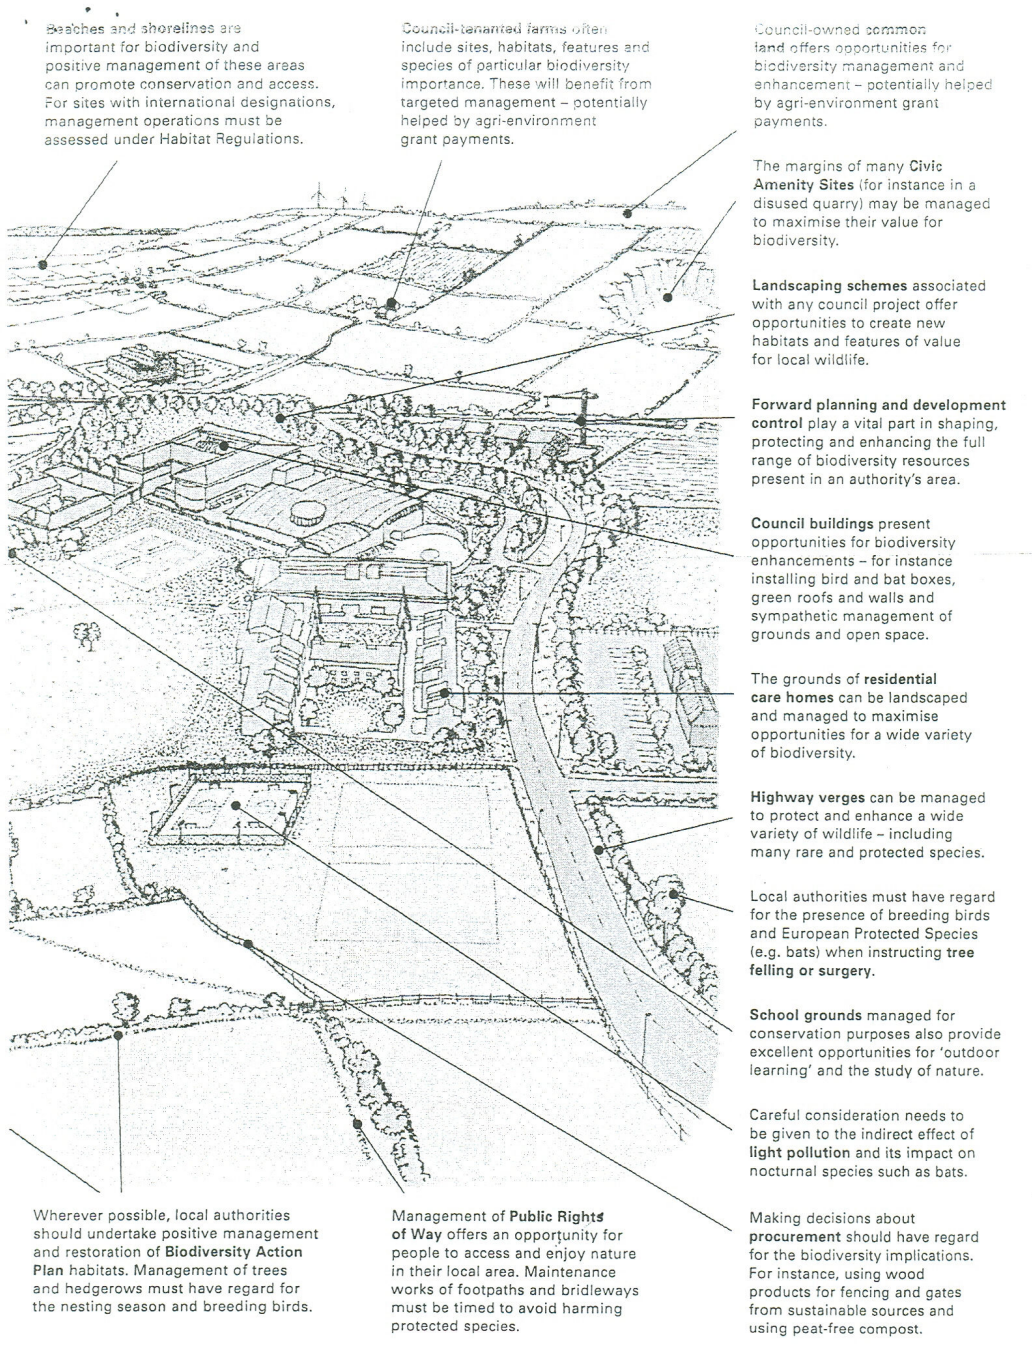 Beaches and shorelines are
important for biodiversity and
positive management of these areas
can promote conservation and access.
For sites with international designations,
management operations must be
assessed under Habitat Regulations.
Council-tenanted farms often
include sites, habitats, features and
species of particular biodiversity
importance. These will benefit from
targeted management – potentially
helped by agri-environment
grant payments.
Council-owned common
land offers opportunities for
biodiversity management and
enhancement – potentially helped
by agri-environment grant
payments.
The margins of many Civic
Amenity Sites (for instance in a
disused quarry) may be managed
to maximise their value for
biodiversity.
Landscaping schemes associated
with any council project offer
opportunities to create new
habitats and features of value
for local wildlife.
Forward planning and development
control play a vital part in shaping,
protecting and enhancing the full
range of biodiversity resources
present in an authority's area.
Council buildings present
opportunities for biodiversity
enhancements – for instance
installing bird and bat boxes,
green roofs and walls and
sympathetic management of
grounds and open space.
The grounds of residential
care homes can be landscaped
and managed to maximise
opportunities for a wide variety
of biodiversity.
Highway verges can be managed
to protect and enhance a wide
variety of wildlife – including
many rare and protected species.
Local authorities must have regard
for the presence of breeding birds
and European Protected Species
(e.g. bats) when instructing tree
felling or surgery.
School grounds managed for
conservation purposes also provide
excellent opportunities for 'outdoor
learning' and the study of nature.
Careful consideration needs to
be given to the indirect effect of
light pollution and its impact on
nocturnal species such as bats.
Making decisions about
procurement should have regard
for the biodiversity implications.
For instance, using wood
products for fencing and gates
from sustainable sources and
using peat-free compost.
Wherever possible, local authorities
should undertake positive management
and restoration of Biodiversity Action
Plan habitats. Management of trees
and hedgerows must have regard for
the nesting season and breeding birds.
Management of Public Rights
of Way offers an opportunity for
people to access and enjoy nature
in their local area. Maintenance
works of footpaths and bridleways
must be timed to avoid harming
protected species.